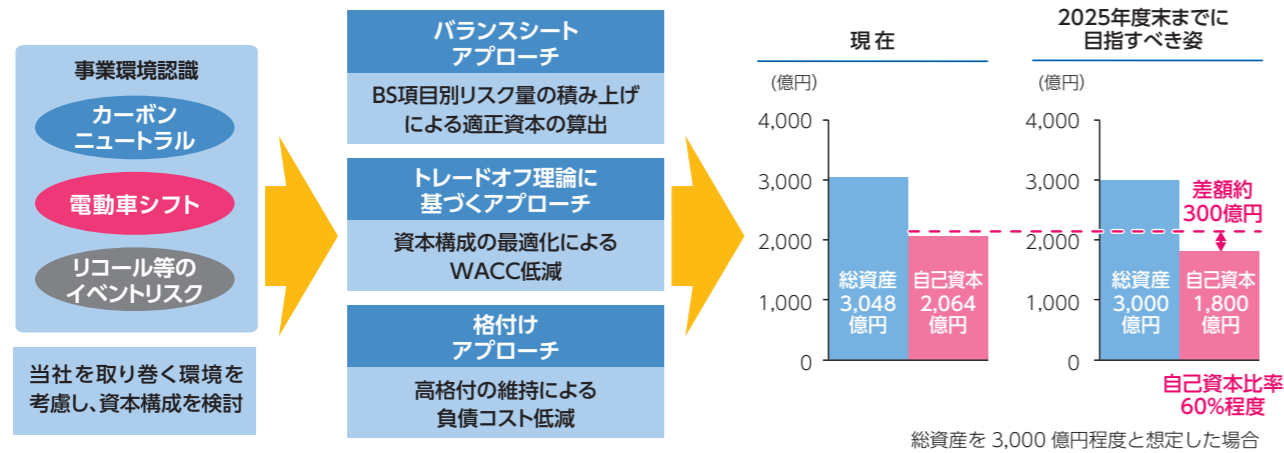 事業環境認識
カーボン
ニュートラル
電動車シフト
リコール等の
イベントリスク
当社を取り巻く環境を
考慮し、資本構成を検討
バランスシート
アプローチ
BS項目別リスク量の積み上げ
による適正資本の算出
トレードオフ理論に
基づくアプローチ
資本構成の最適化による
WACC低減
格付け
アプローチ
高格付の維持による
負債コスト低減
現在
(億円)
4,000
3,000
2,000
1,000
0
総資産
3,048
億円
自己資本
2,064
億円
2025年度末までに
目指すべき姿
(億円)
4,000
3,000
2,000
1,000
0
差額約
300億円
総資産
3,000
億円
自己資本
1,800
億円
自己資本比率
60%程度
総資産を 3,000 億円程度と想定した場合